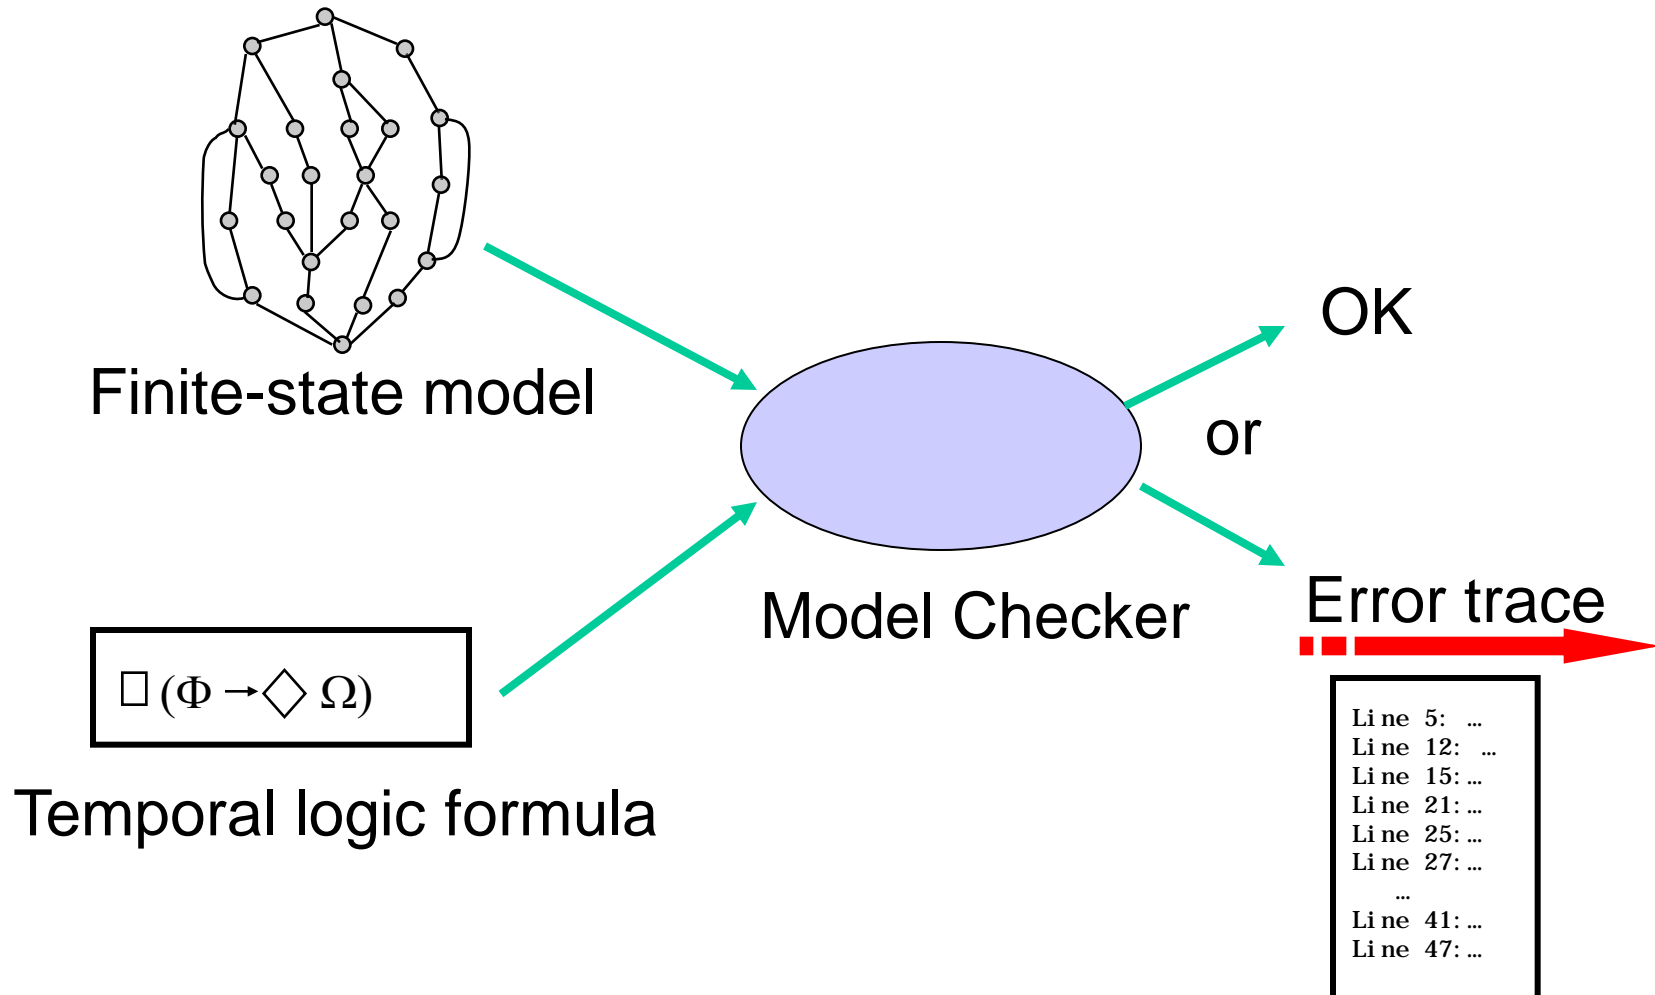 Finite-state model
□ (Φ → ◇ Ω)
Temporal logic formula
Model Checker
OK
or
Error trace
Line 5: …
Line 12: …
Line 15: …
Line 21: …
Line 25: …
Line 27: …
…
Line 41: …
Line 47: …